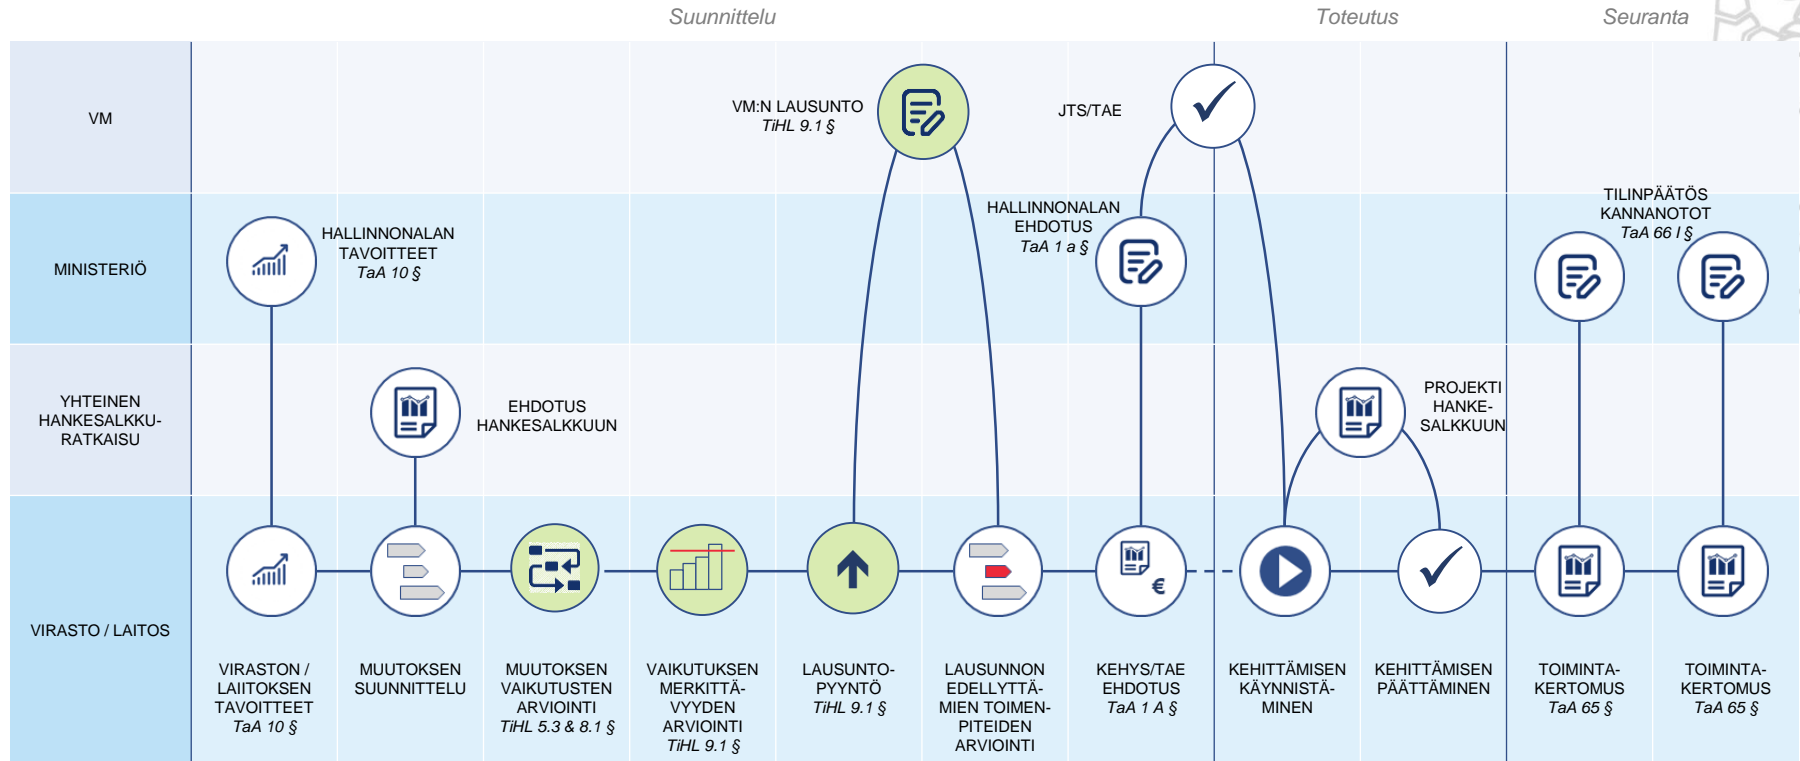 Suunnittelu
Toteutus
Seuranta
VM
VM:N LAUSUNTO
TiHL 9.1 §
JTS/TAE
MINISTERIÖ
HALLINNONALAN
TAVOITTEET
TaA 10 §
HALLINNONALAN
EHDOTUS
TaA 1 a §
TILINPÄÄTÖS
KANNANOTOT
TaA 66 I §
YHTEINEN
HANKESALKKU-
RATKAISU
EHDOTUS
HANKESALKKUUN
PROJEKTI
HANKE-
SALKKUUN
€
VIRASTO / LAITOS
VIRASTON /
LAIITOKSEN
TAVOITTEET
TaA 10 §
MUUTOKSEN
SUUNNITTELU
MUUTOKSEN
VAIKUTUSTEN
ARVIOINTI
TiHL 5.3 & 8.1 §
VAIKUTUKSEN
MERKITTÄ-
VYYDEN
ARVIOINTI
TiHL 9.1 §
LAUSUNTO-
PYYNTÖ
TiHL 9.1 §
LAUSUNNON
EDELLYTTÄ-
MIEN TOIMEN-
PITEIDEN
ARVIOINTI
KEHYS/TAE
EHDOTUS
TaA 1 A §
KEHITTÄMISEN
KÄYNNISTÄ-
MINEN
KEHITTÄMISEN
PÄÄTTÄMINEN
TOIMINTA-
KERTOMUS
TaA 65 §
TOIMINTA-
KERTOMUS
TaA 65 §